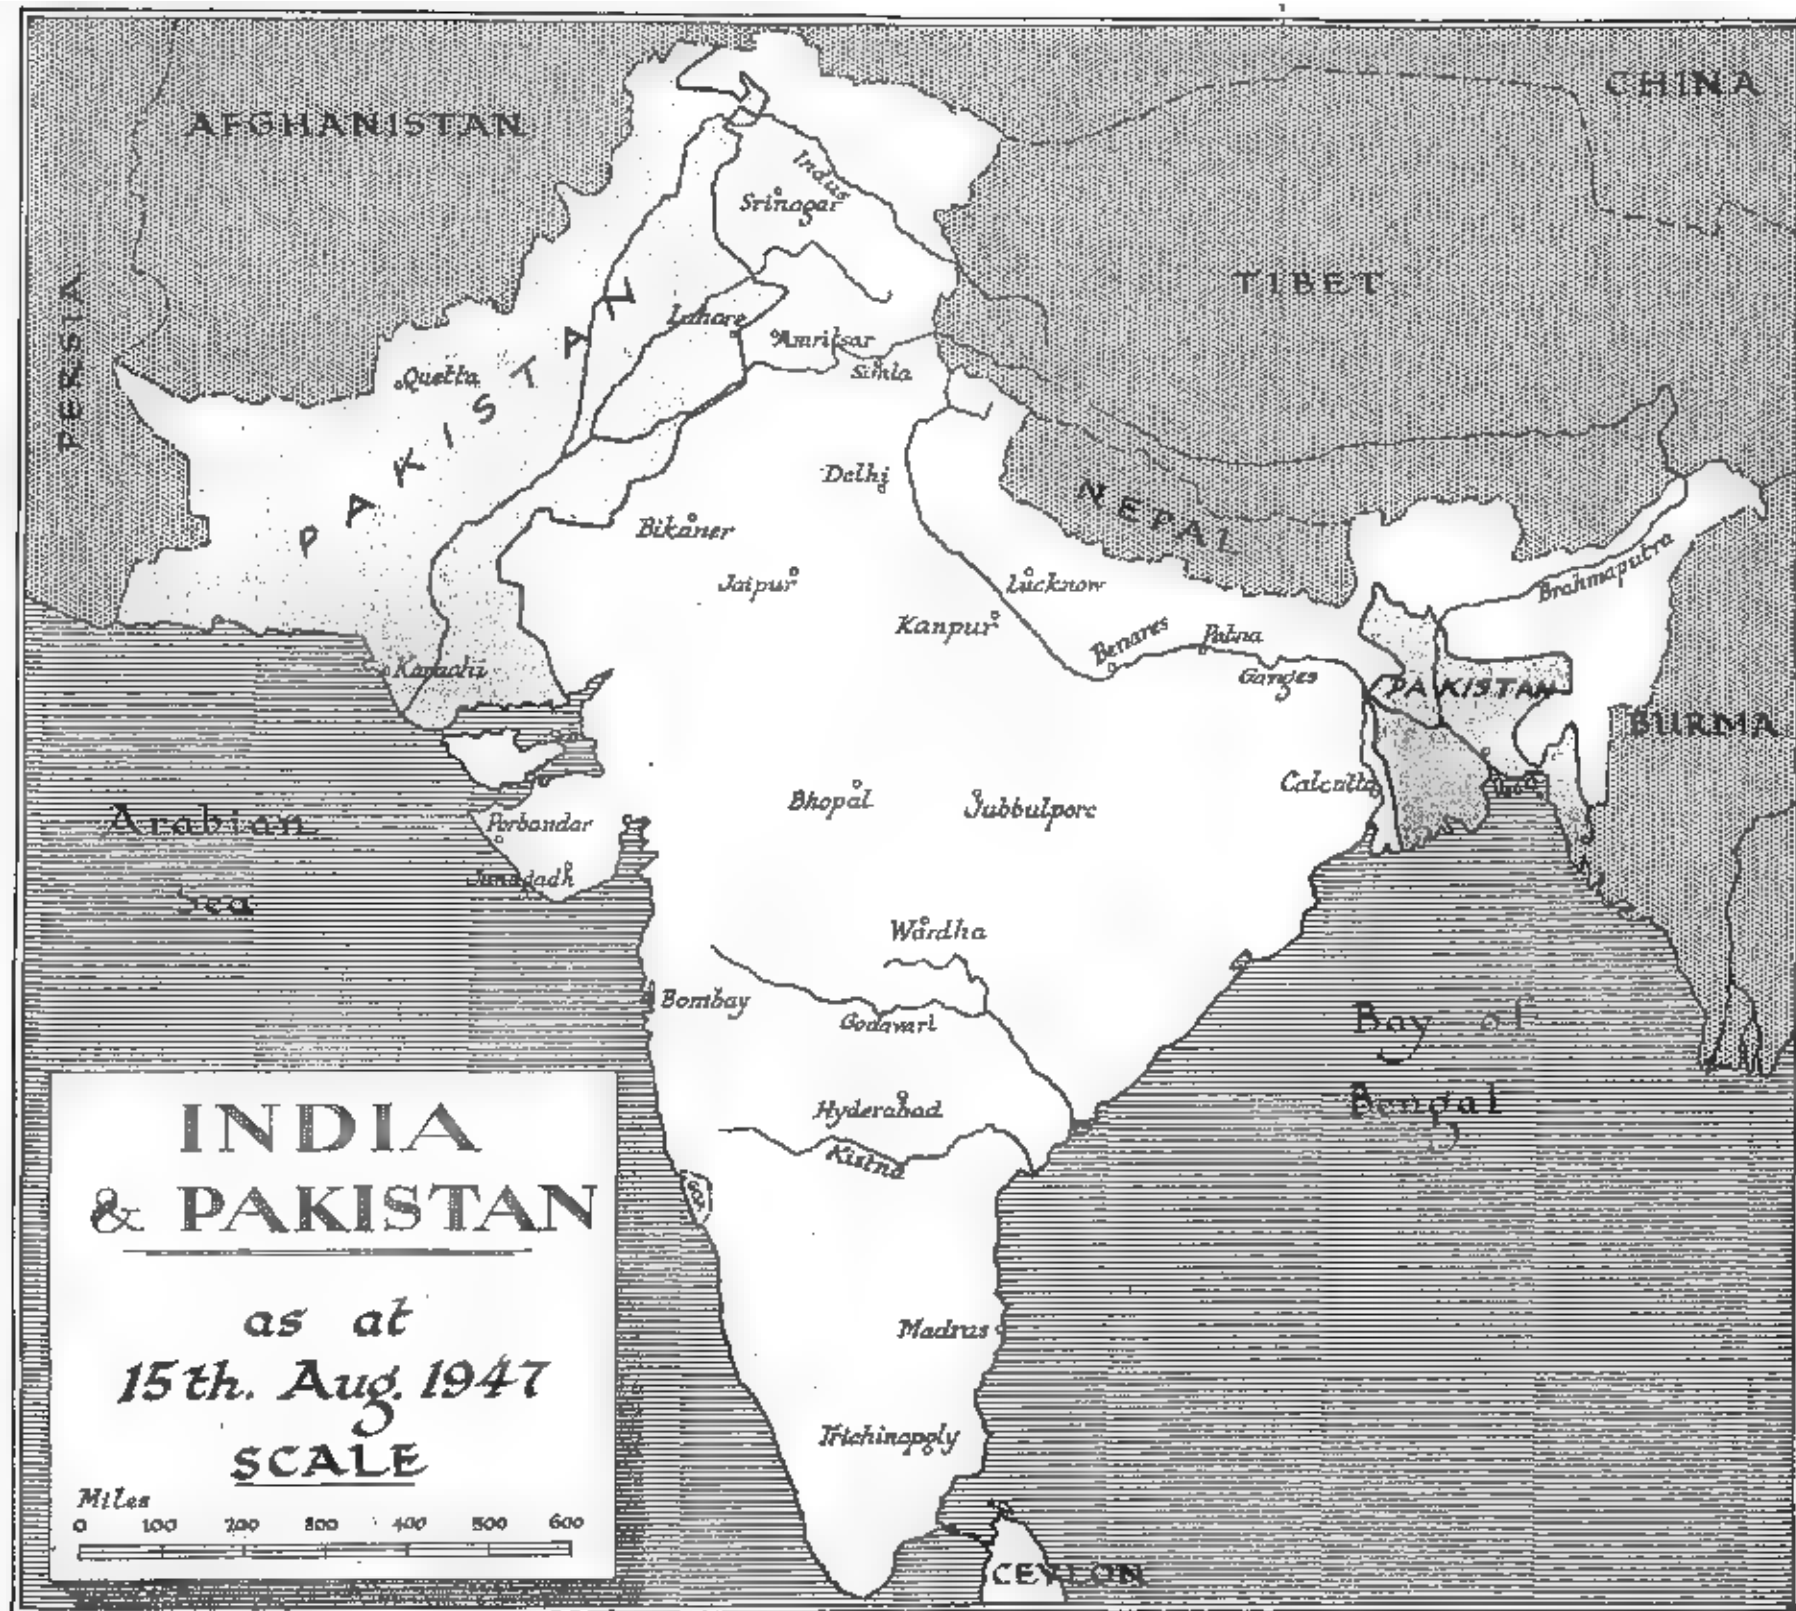 CHINA
AFGHANISTAN
Indus
Srinagar
TIBET
PERSIA
Lahore
Amritsar
Simla
Quetta
PAKISTAN
Delhi
NEPAL
Bikaner
Jaipur
Lucknow
Brahmaputra
Kanpur
Benares
Patna
Ganges
Karachi
PAKISTAN
BURMA
Calcutta
Bhopal
Jubbulpore
Arabian
Sea
Porbandar
Junagadh
Wardha
Bombay
Godavari
Bay of
Bengal
Hyderabad
Kistna
Goa
INDIA
& PAKISTAN
as at
15th. Aug. 1947
SCALE
Miles
0 100 200 300 400 500 600
Madras
Trichinopoly
CEYLON